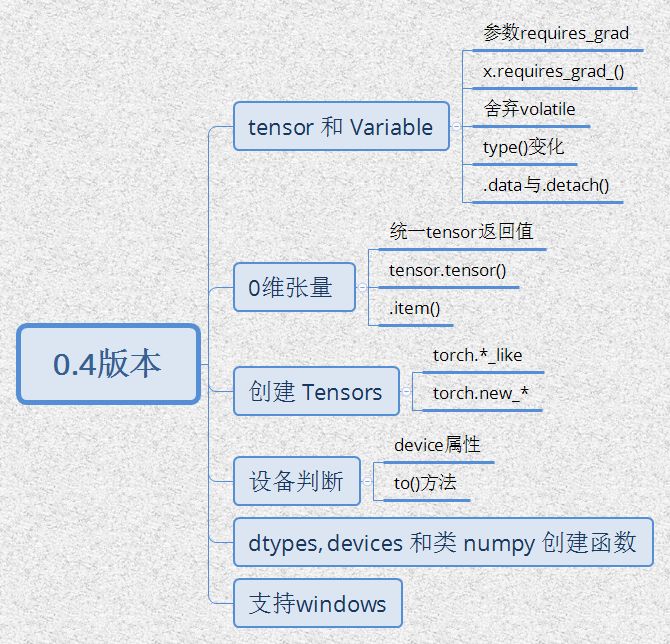 0.4版本
tensor 和 Variable
参数requires_grad
x.requires_grad_()
舍弃volatile
type()变化
.data与.detach()
0维张量
统一tensor返回值
tensor.tensor()
.item()
创建 Tensors
torch.*_like
torch.new_*
设备判断
device属性
to()方法
dtypes, devices 和类 numpy 创建函数
支持windows